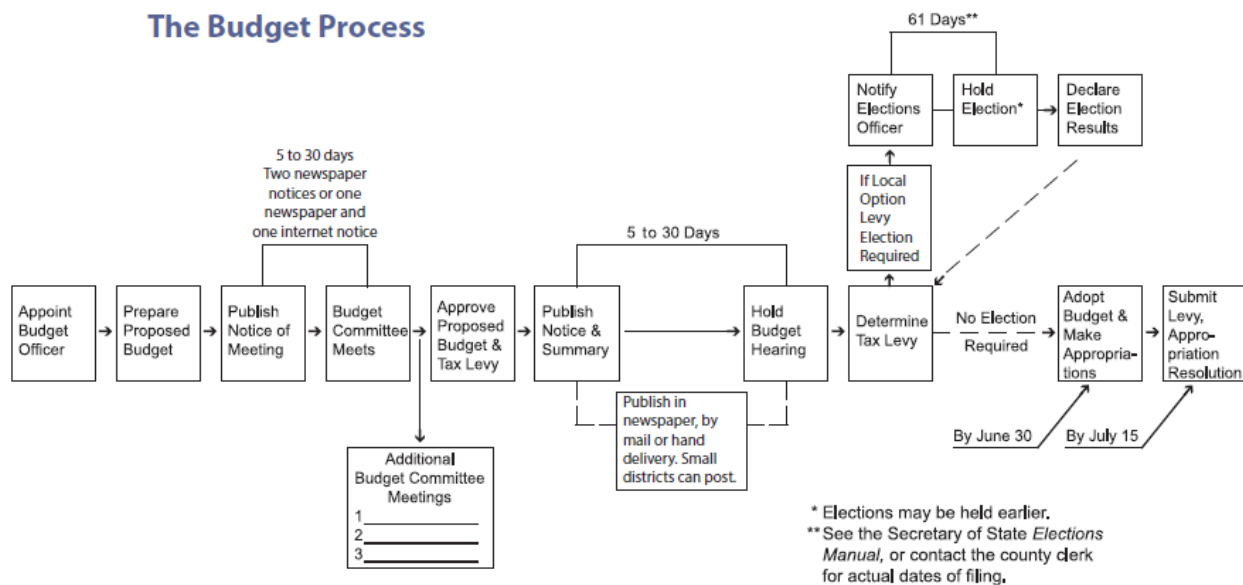 The Budget Process
61 Days**
Notify
Elections
Officer
Hold
Election*
Declare
Election
Results
5 to 30 days
Two newspaper
notices or one
newspaper and
one internet notice
If Local
Option
Levy
Election
Required
5 to 30 Days
Appoint
Budget
Officer
Prepare
Proposed
Budget
Publish
Notice of
Meeting
Budget
Committee
Meets
Approve
Proposed
Budget &
Tax Levy
Publish
Notice &
Summary
Hold
Budget
Hearing
Determine
Tax Levy
No Election
Required
Adopt
Budget &
Make
Appropria-
tions
Submit
Levy,
Appro-
priation
Resolution
Publish in
newspaper, by
mail or hand
delivery. Small
districts can post.
By June 30
By July 15
Additional
Budget Committee
Meetings
1
2
3
* Elections may be held earlier.
** See the Secretary of State Elections
Manual, or contact the county clerk
for actual dates of filing.